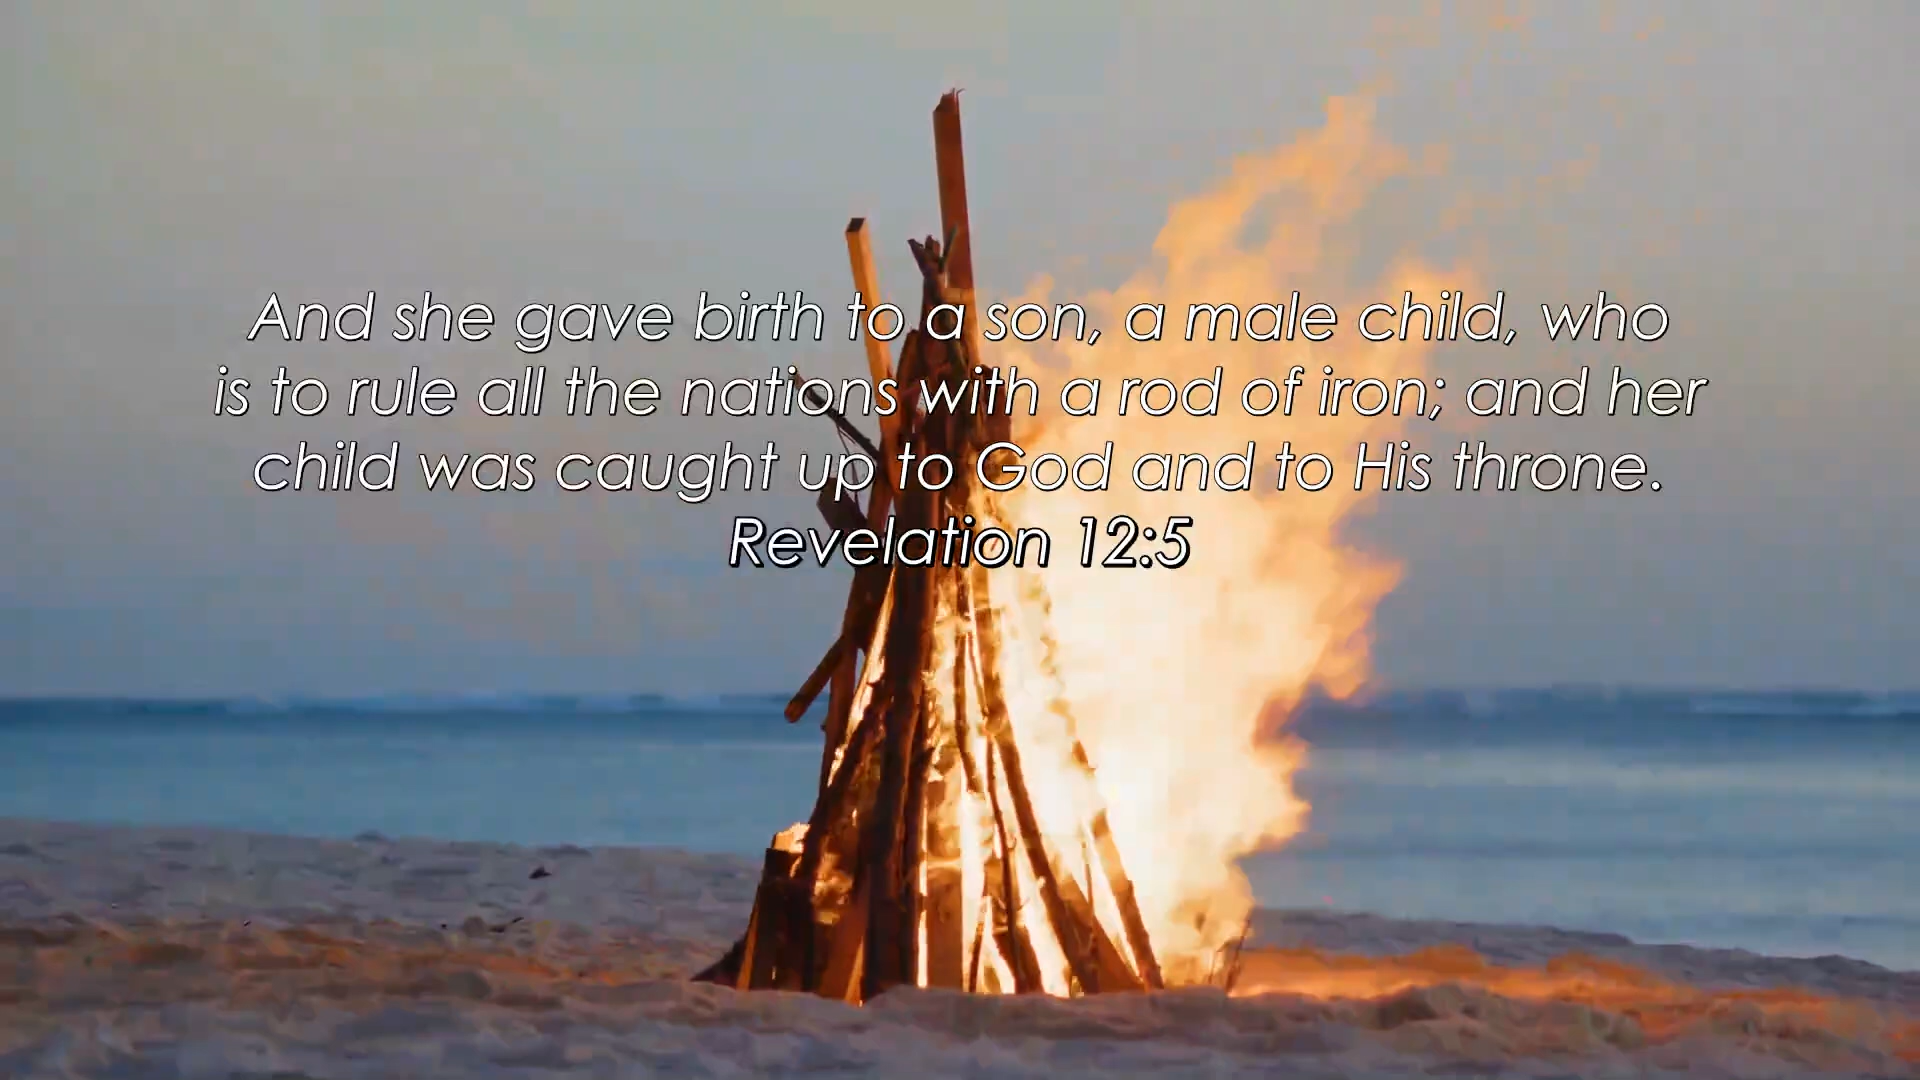 And she gave birth to a son, a male child, who
is to rule all the nations with a rod of iron; and her
child was caught up to God and to His throne.
Revelation 12:5